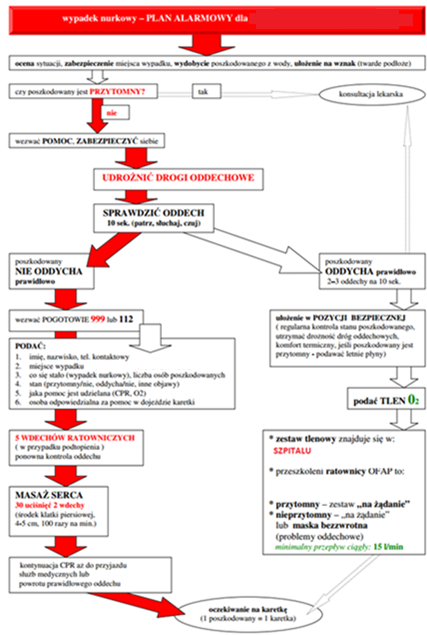 wypadek nurkowy – PLAN ALARMOWY dla
ocena sytuacji, zabezpieczenie miejsca wypadku, wydobycie poszkodowanego z wody, ułożenie na wznak (twarde podłoże)
czy poszkodowany jest PRZYTOMNY?
tak
konsultacja lekarska
nie
wezwać POMOC, ZABEZPIECZYĆ siebie
UDROŻNIĆ DROGI ODDECHOWE
SPRAWDZIĆ ODDECH
10 sek. (patrz, słuchaj, czuj)
poszkodowany
NIE ODDYCHA
prawidłowo
poszkodowany
ODDYCHA prawidłowo
2-3 oddechy na 10 sek.
wezwać POGOTOWIE 999 lub 112
PODAĆ:
1. imię, nazwisko, tel. kontaktowy
2. miejsce wypadku
3. co się stało (wypadek nurkowy), liczba osób poszkodowanych
4. stan (przytomny/nie, oddycha/nie, inne objawy)
5. jaka pomoc jest udzielana (CPR, O2)
6. osoba odpowiedzialna za pomoc w dojeździe karetki
ułożenie w POZYCJI BEZPIECZNEJ
( regularna kontrola stanu poszkodowanego,
utrzymać drożność dróg oddechowych,
komfort termiczny, jeśli poszkodowany jest
przytomny - podawać letnie płyny)
podać TLEN O₂
5 WDECHÓW RATOWNICZYCH
( w przypadku podtopienia )
ponowna kontrola oddechu
MASAŻ SERCA
30 uciśnięć 2 wdechy
(środek klatki piersiowej,
4-5 cm, 100 razy na min.)
kontynuacja CPR aż do przyjazdu
służb medycznych lub
powrotu prawidłowego oddechu
* zestaw tlenowy znajduje się w:
SZPITALU
* przeszkoleni ratownicy OFAP to:
* przytomny – zestaw „na żądanie"
* nieprzytomny – „na żądanie"
lub maska bezzwrotna
(problemy oddechowe)
minimalny przepływ ciągły: 15 l/min
oczekiwanie na karetkę
(1 poszkodowany = 1 karetka)